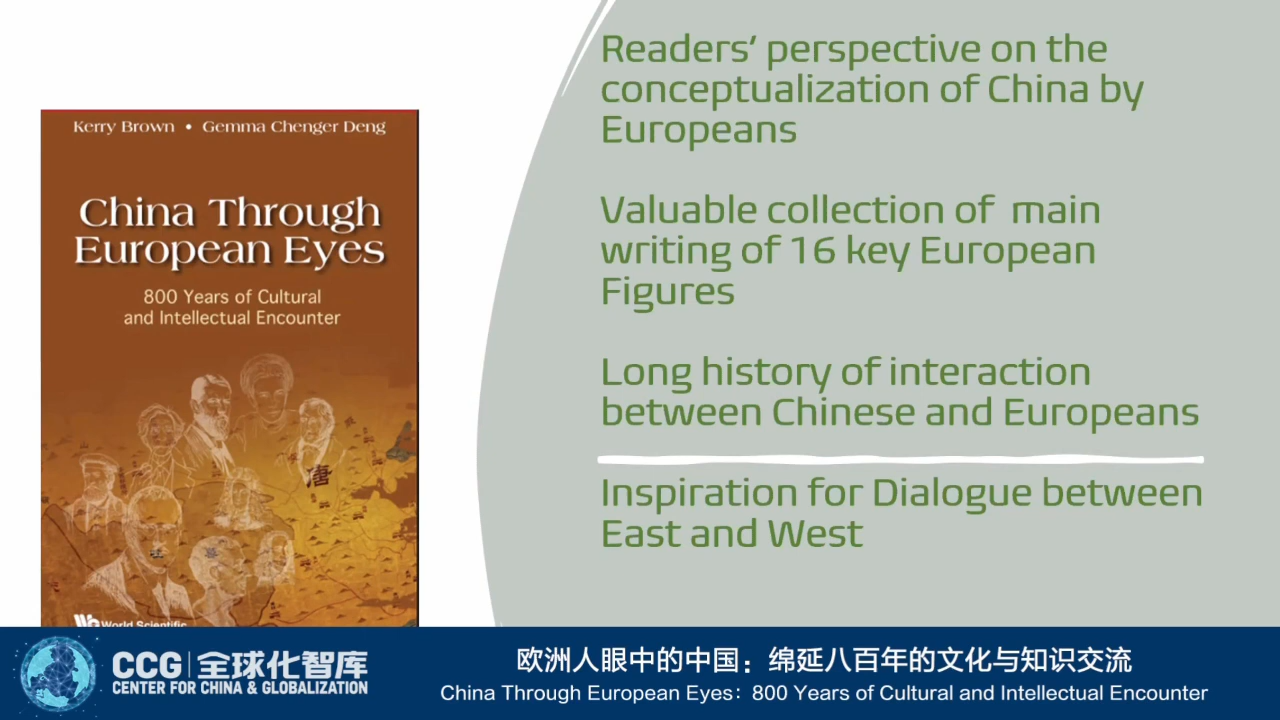 Kerry Brown • Gemma Chenger Deng
China Through
European Eyes
800 Years of Cultural
and Intellectual Encounter
唐
World Scientific
Readers’ perspective on the
conceptualization of China by
Europeans
Valuable collection of main
writing of 16 key European
Figures
Long history of interaction
between Chinese and Europeans
Inspiration for Dialogue between
East and West
CCG 全球化智库
CENTER FOR CHINA & GLOBALIZATION
欧洲人眼中的中国：绵延八百年的文化与知识交流
China Through European Eyes：800 Years of Cultural and Intellectual Encounter